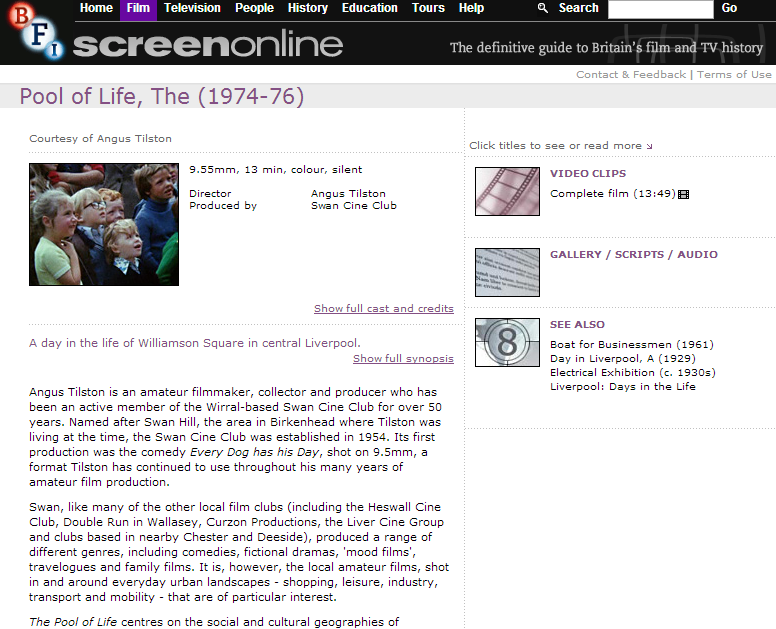 Home Film Television People History Education Tours Help Search Go
BFI
screenonline
The definitive guide to Britain's film and TV history
Contact & Feedback | Terms of Use
Pool of Life, The (1974-76)
Courtesy of Angus Tilston
9.55mm, 13 min, colour, silent
Director Angus Tilston
Produced by Swan Cine Club
Show full cast and credits
A day in the life of Williamson Square in central Liverpool.
Show full synopsis
Angus Tilston is an amateur filmmaker, collector and producer who has
been an active member of the Wirral-based Swan Cine Club for over 50
years. Named after Swan Hill, the area in Birkenhead where Tilston was
living at the time, the Swan Cine Club was established in 1954. Its first
production was the comedy Every Dog has his Day, shot on 9.5mm, a
format Tilston has continued to use throughout his many years of
amateur film production.
Swan, like many of the other local film clubs (including the Heswall Cine
Club, Double Run in Wallasey, Curzon Productions, the Liver Cine Group
and clubs based in nearby Chester and Deeside), produced a range of
different genres, including comedies, fictional dramas, 'mood films',
travelogues and family films. It is, however, the local amateur films, shot
in and around everyday urban landscapes - shopping, leisure, industry,
transport and mobility - that are of particular interest.
The Pool of Life centres on the social and cultural geographies of
Click titles to see or read more
VIDEO CLIPS
Complete film (13:49)
GALLERY / SCRIPTS / AUDIO
SEE ALSO
8
Boat for Businessmen (1961)
Day in Liverpool, A (1929)
Electrical Exhibition (c. 1930s)
Liverpool: Days in the Life